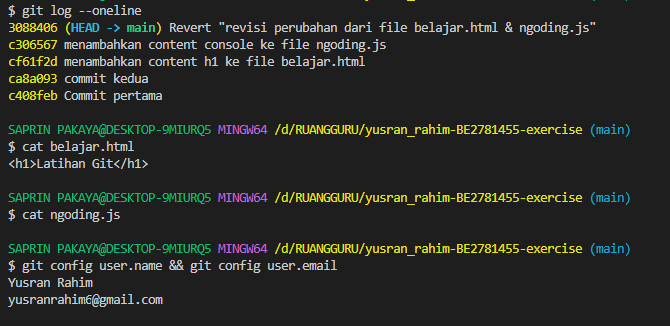 $ git log --oneline
3088406 (HEAD -> main) Revert "revisi perubahan dari file belajar.html & ngoding.js"
c306567 menambahkan content console ke file ngoding.js
cf61f2d menambahkan content h1 ke file belajar.html
ca8a093 commit kedua
c408feb Commit pertama
SAPRIN PAKAYA@DESKTOP-9MIURQ5 MINGW64 /d/RUANGGURU/yusran_rahim-BE2781455-exercise (main)
$ cat belajar.html
<h1>Latihan Git</h1>
SAPRIN PAKAYA@DESKTOP-9MIURQ5 MINGW64 /d/RUANGGURU/yusran_rahim-BE2781455-exercise (main)
$ cat ngoding.js
SAPRIN PAKAYA@DESKTOP-9MIURQ5 MINGW64 /d/RUANGGURU/yusran_rahim-BE2781455-exercise (main)
$ git config user.name && git config user.email
Yusran Rahim
yusranrahim6@gmail.com